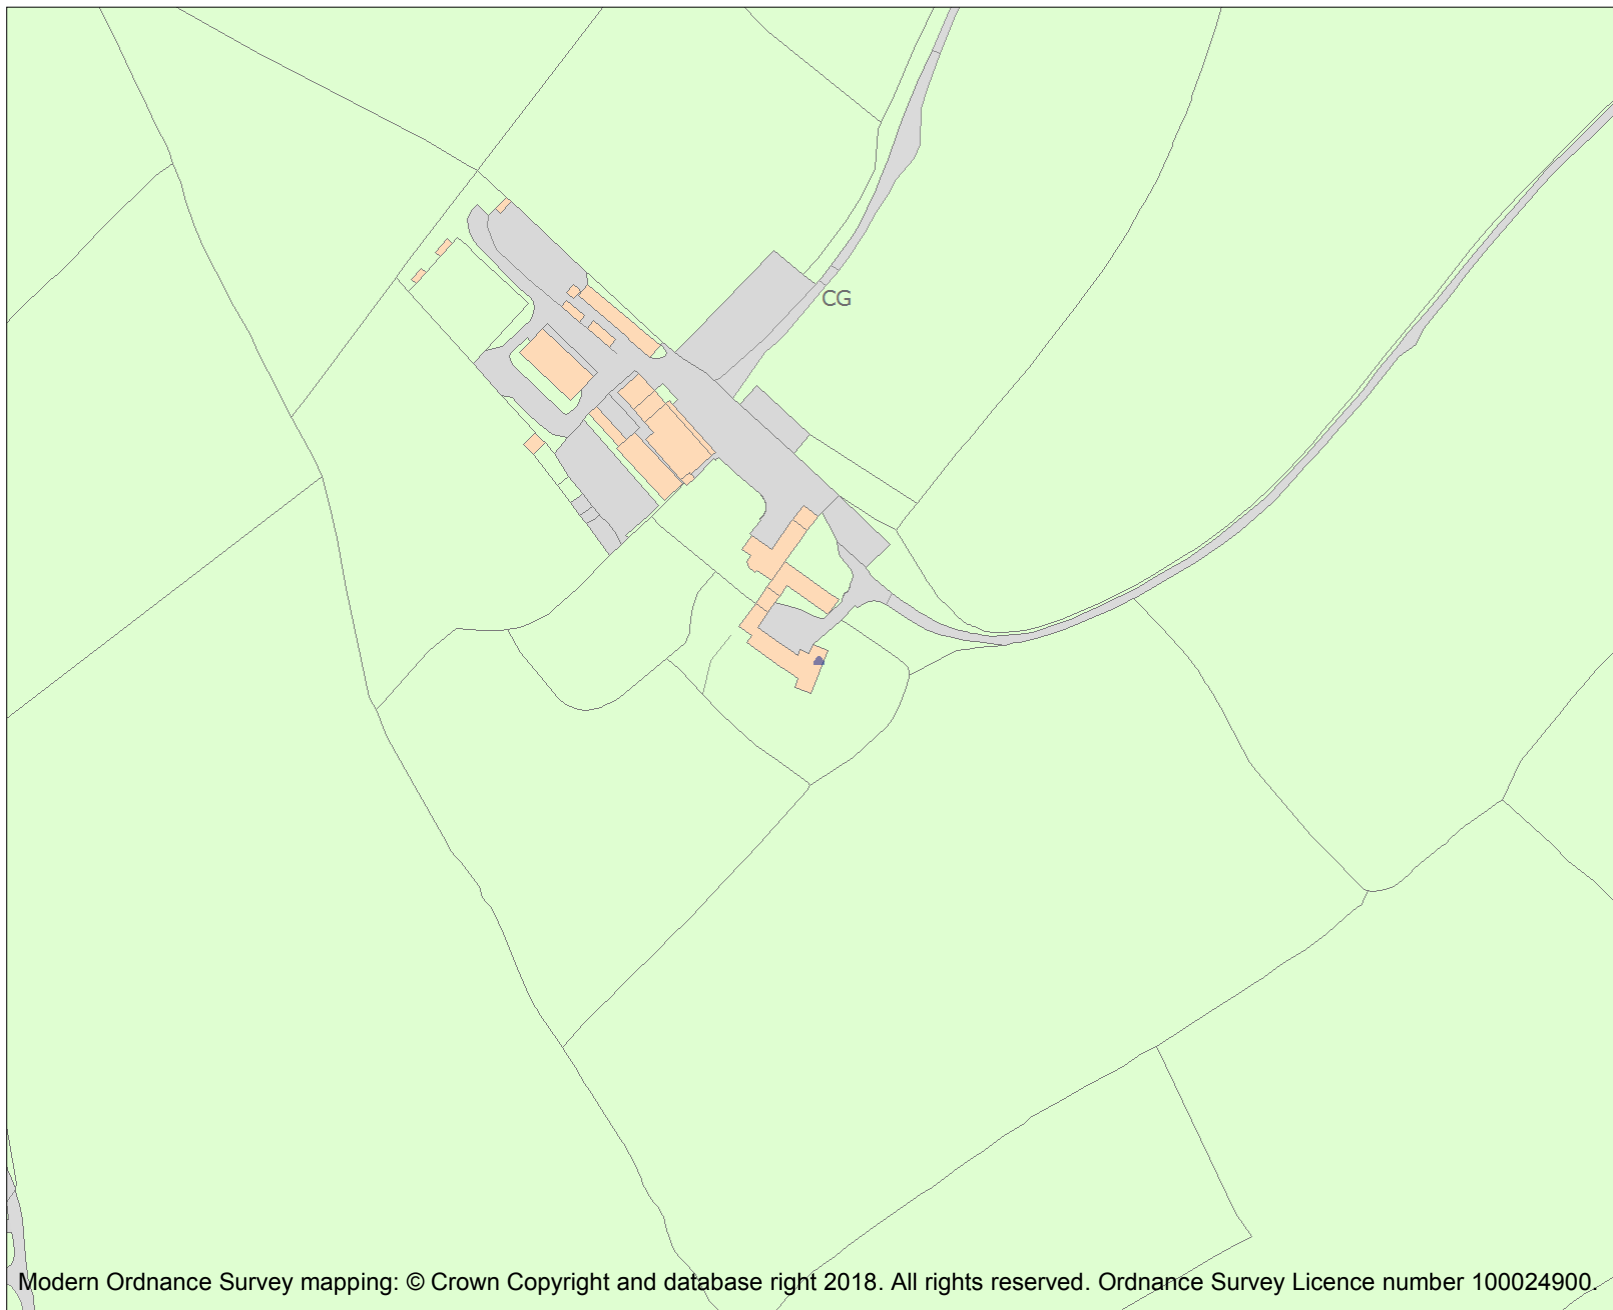 CG
Modern Ordnance Survey mapping: © Crown Copyright and database right 2018. All rights reserved. Ordnance Survey Licence number 100024900.